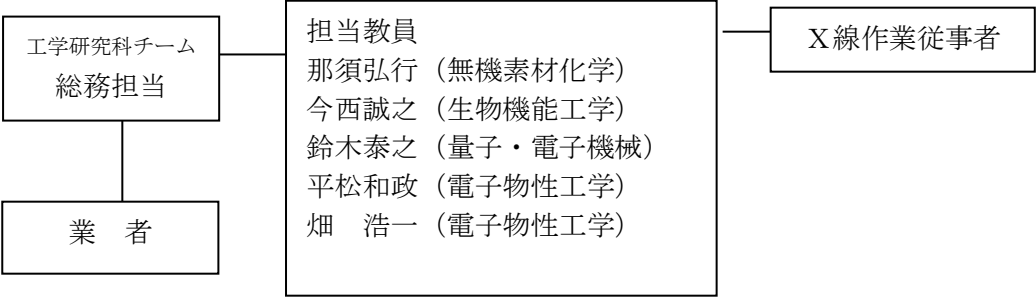 工学研究科チーム
総務担当
業　者
担当教員
那須弘行（無機素材化学）
今西誠之（生物機能工学）
鈴木泰之（量子・電子機械）
平松和政（電子物性工学）
畑　浩一（電子物性工学）
Ｘ線作業従事者